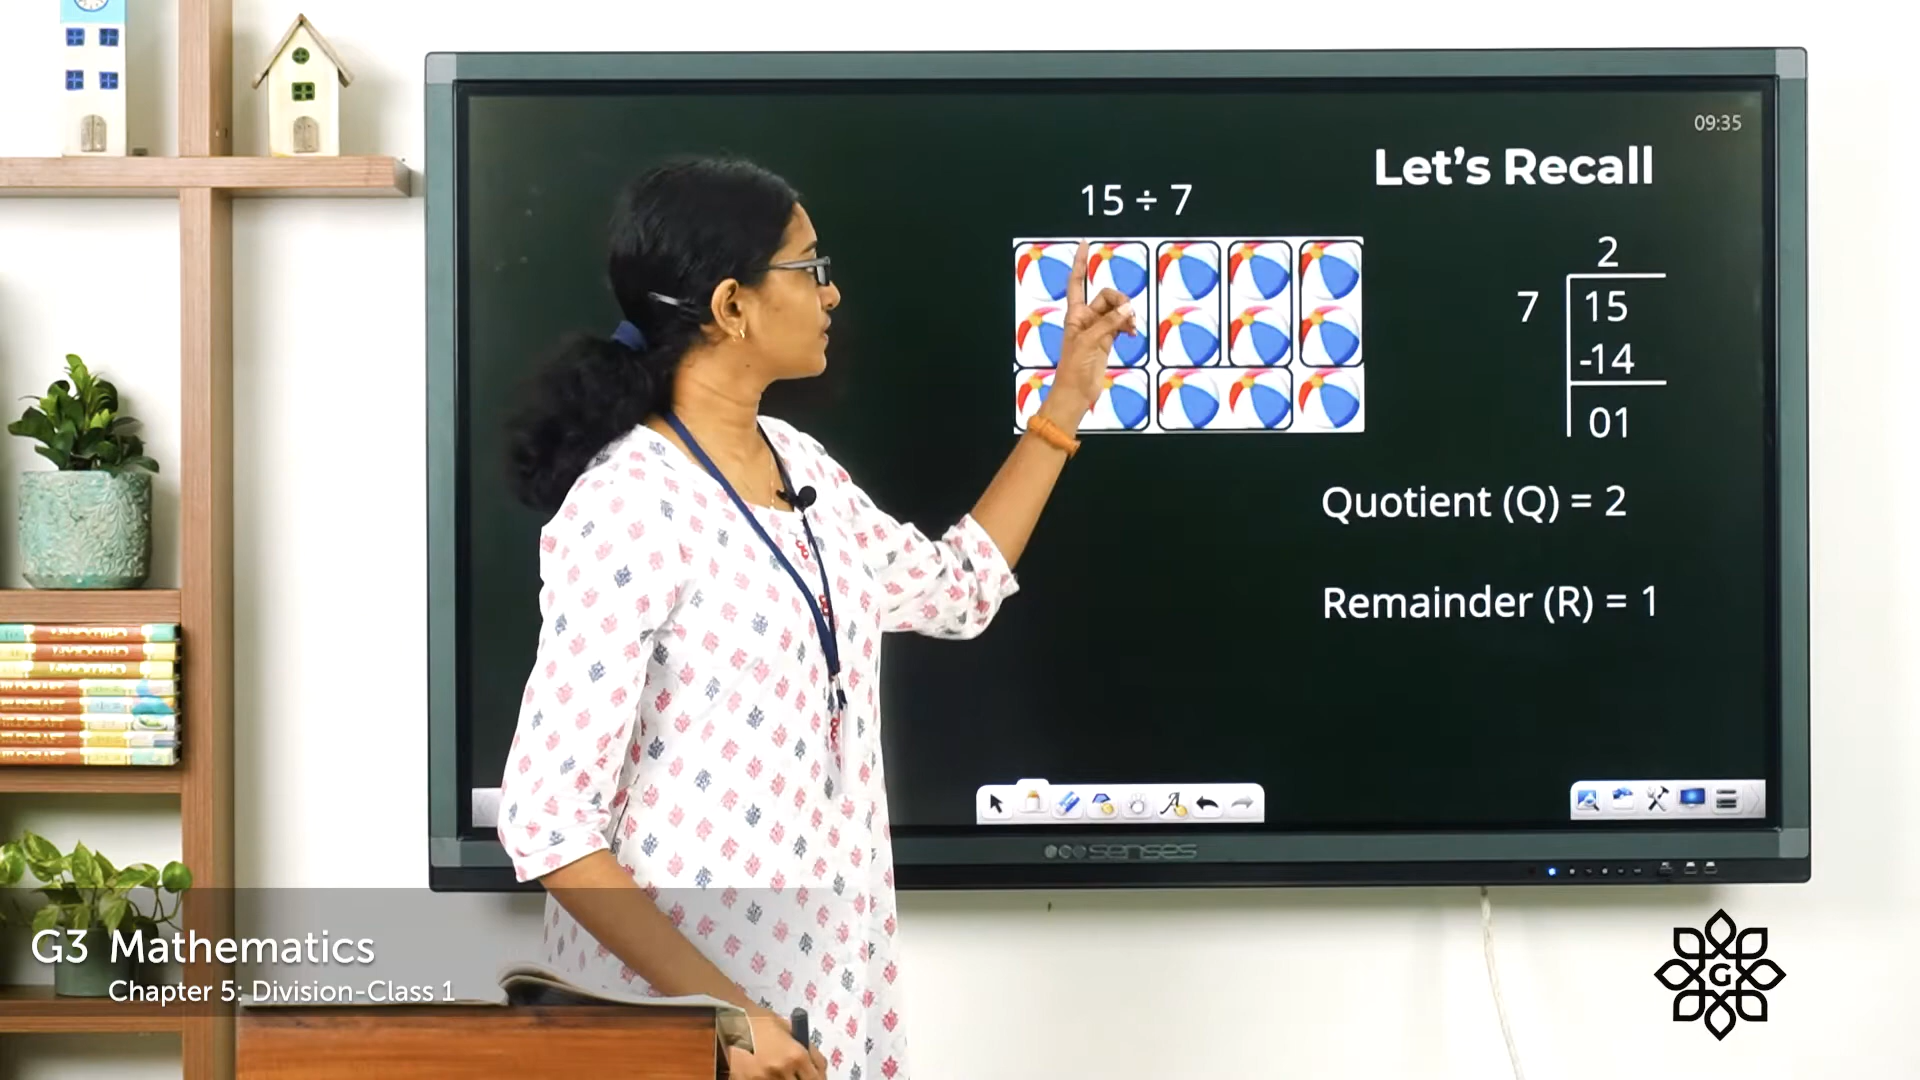 09:35
Let's Recall
15 ÷ 7
2
7 15
-14
01
Quotient (Q) = 2
Remainder (R) = 1
senses
G3 Mathematics
Chapter 5: Division-Class 1
G